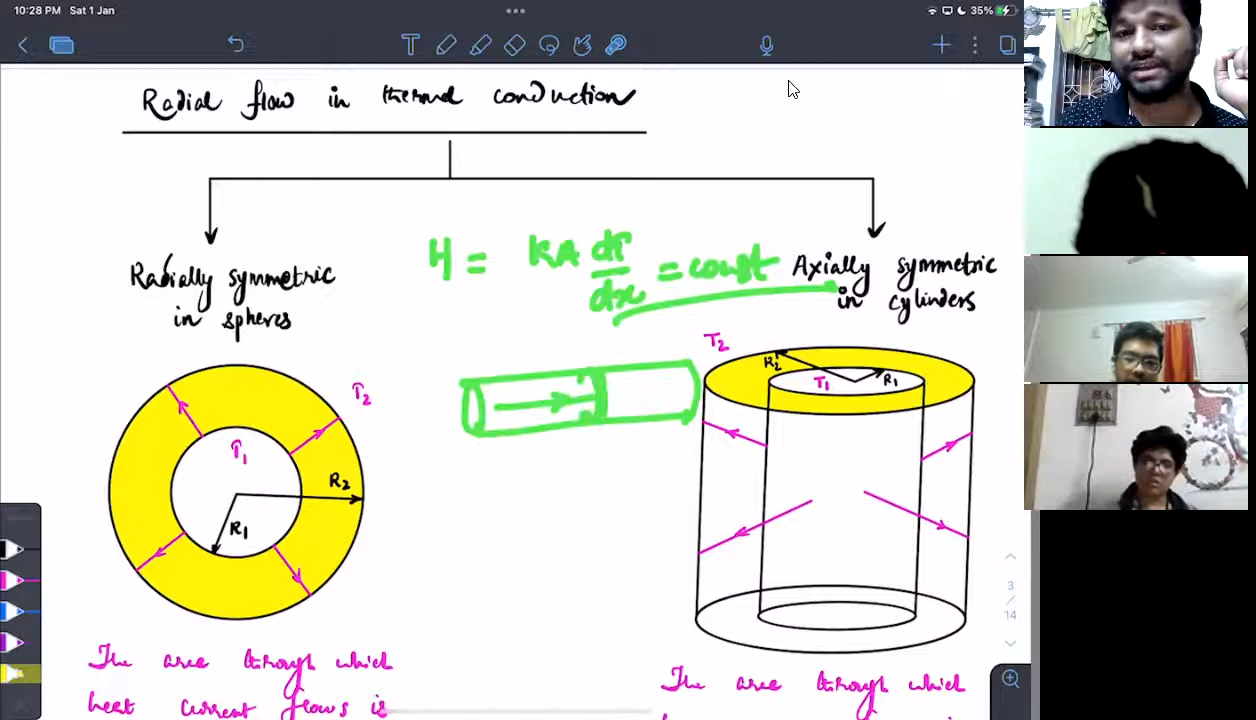 10:28 PM Sat 1 Jan
35%
Radial flow in thermal conduction
H = KA dT/dx = const
Radially symmetric
in spheres
Axially symmetric
in cylinders
T2
T1
R2
R1
T2
R2
T1
R1
3
/
14
The area through which
heat current flows is
The area through which